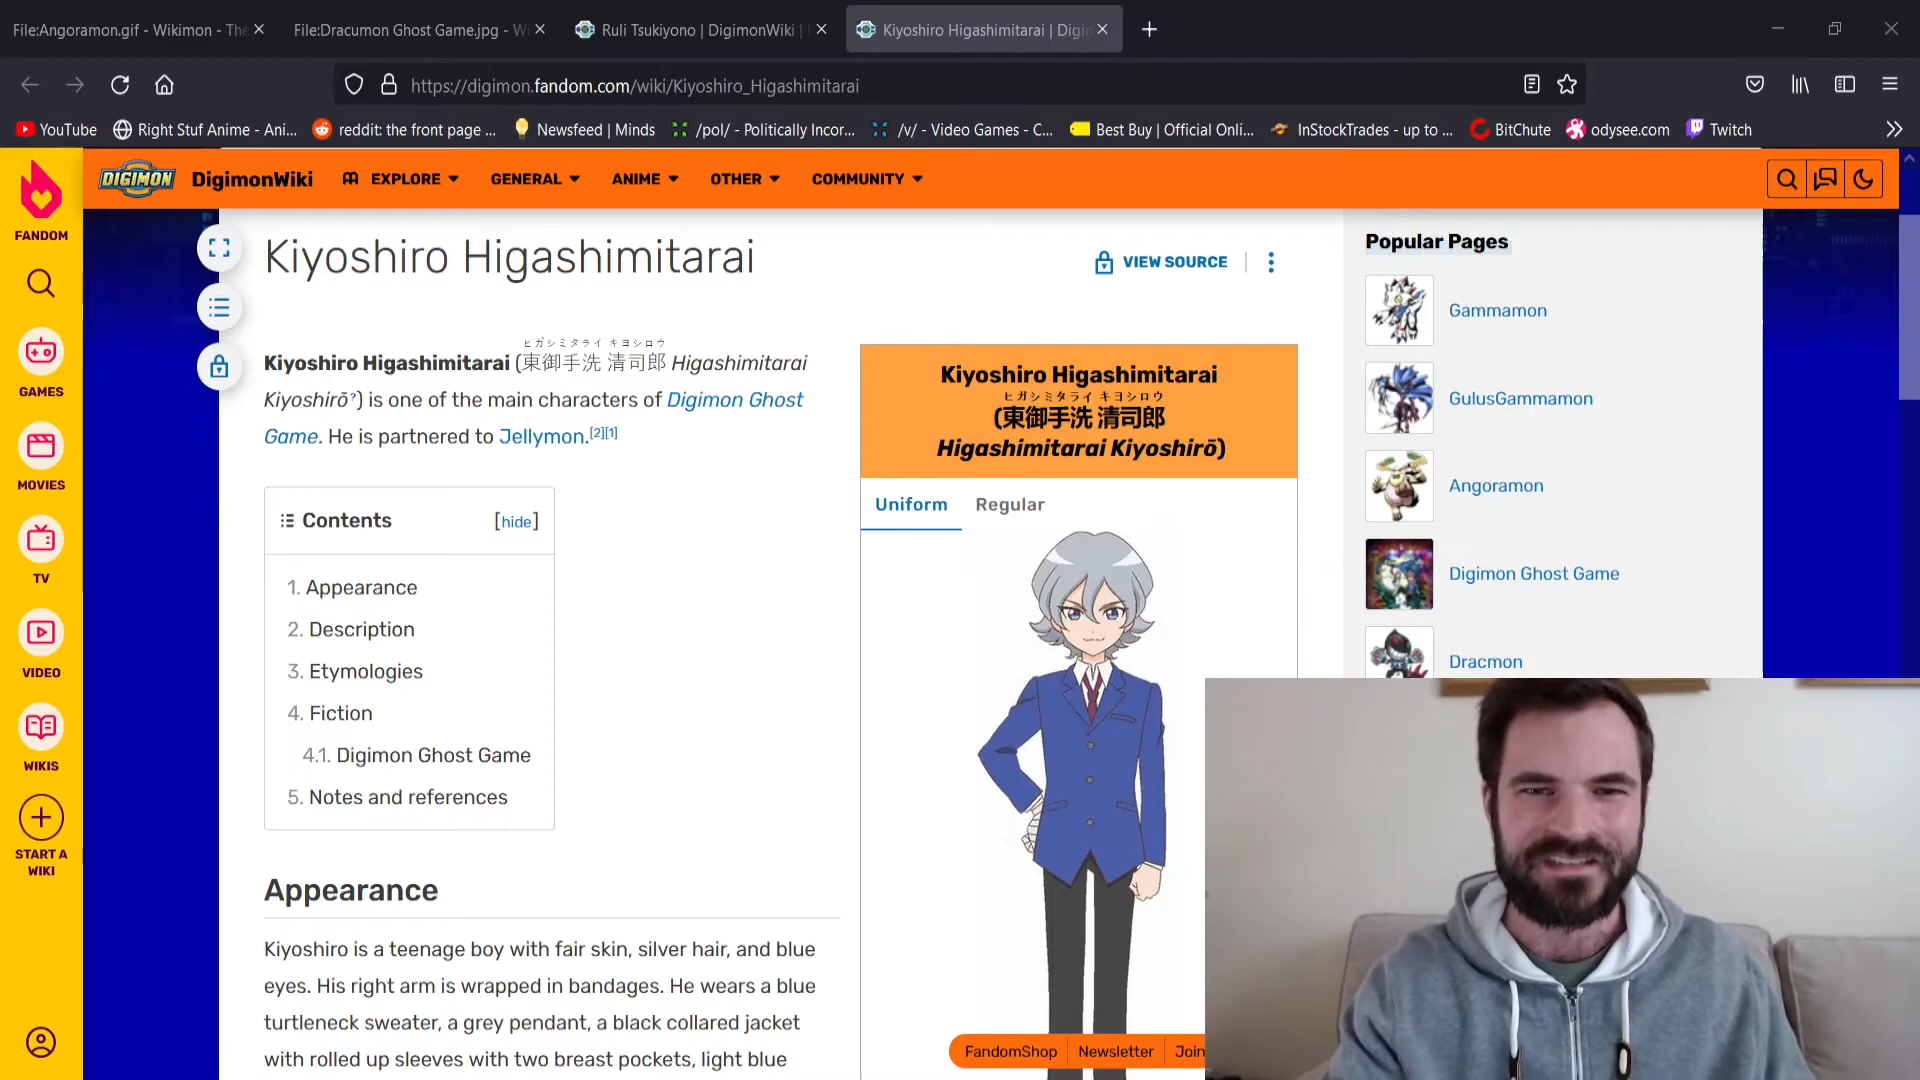 File:Angoramon.gif - Wikimon - The
File:Dracumon Ghost Game.jpg - Wi
Ruli Tsukiyono | DigimonWiki |
Kiyoshiro Higashimitarai | Digi
https://digimon.fandom.com/wiki/Kiyoshiro_Higashimitarai
YouTube
Right Stuf Anime - Ani...
reddit: the front page ...
Newsfeed | Minds
/pol/ - Politically Incor...
/v/ - Video Games - C...
Best Buy | Official Onli...
InStockTrades - up to ...
BitChute
odysee.com
Twitch
DIGIMON
DigimonWiki
EXPLORE
GENERAL
ANIME
OTHER
COMMUNITY
FANDOM
GAMES
MOVIES
TV
VIDEO
WIKIS
START A
WIKI
Kiyoshiro Higashimitarai
VIEW SOURCE
ヒガシミタライ キヨシロウ
Kiyoshiro Higashimitarai (東御手洗 清司郎 Higashimitarai
Kiyoshirō?) is one of the main characters of Digimon Ghost
Game. He is partnered to Jellymon.[2][1]
Contents [hide]
1. Appearance
2. Description
3. Etymologies
4. Fiction
4.1. Digimon Ghost Game
5. Notes and references
Appearance
Kiyoshiro is a teenage boy with fair skin, silver hair, and blue
eyes. His right arm is wrapped in bandages. He wears a blue
turtleneck sweater, a grey pendant, a black collared jacket
with rolled up sleeves with two breast pockets, light blue
Kiyoshiro Higashimitarai
ヒガシミタライ キヨシロウ
(東御手洗 清司郎
Higashimitarai Kiyoshirō)
Uniform
Regular
FandomShop
Newsletter
Join
Popular Pages
Gammamon
GulusGammamon
Angoramon
Digimon Ghost Game
Dracmon